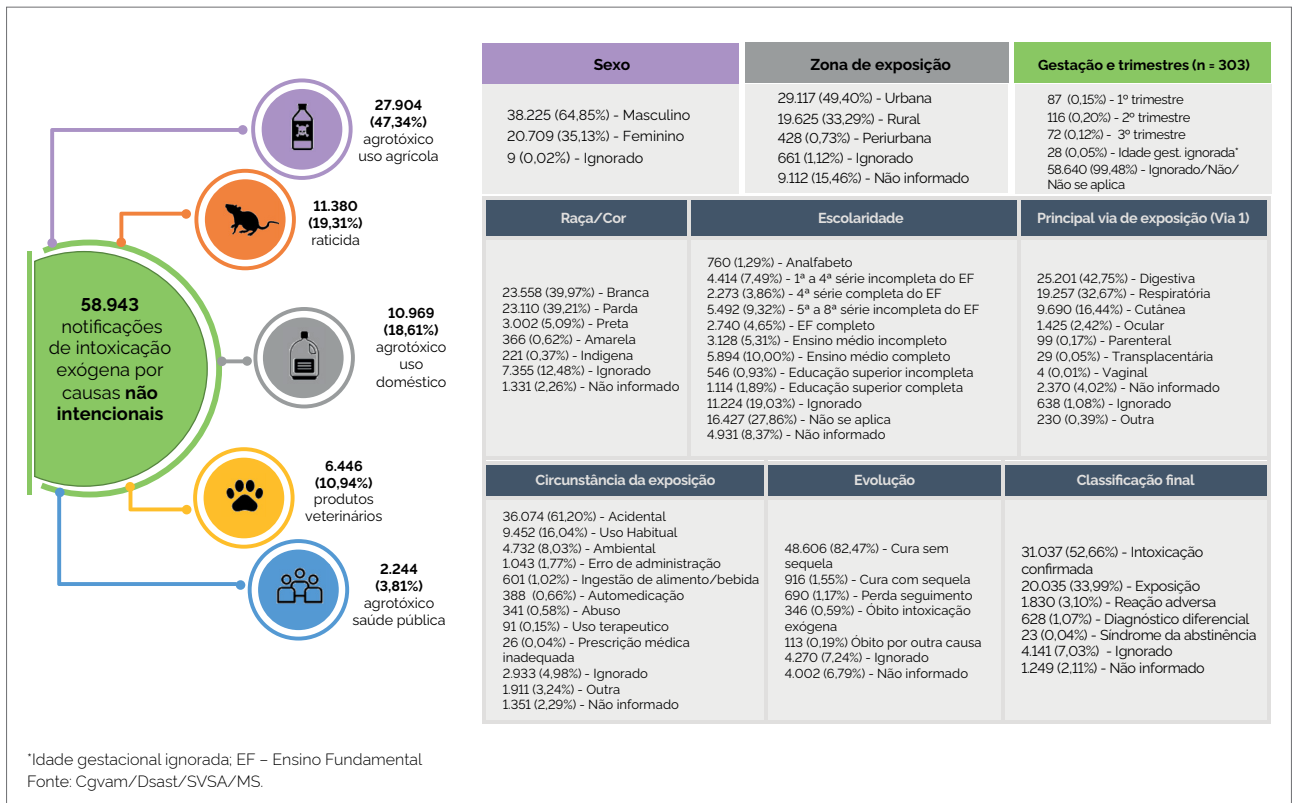 58.943
notificações
de intoxicação
exógena por
causas não
intencionais
27.904
(47,34%)
agrotóxico
uso agrícola
11.380
(19,31%)
raticida
10.969
(18,61%)
agrotóxico
uso
doméstico
6.446
(10,94%)
produtos
veterinários
2.244
(3,81%)
agrotóxico
saúde pública
Sexo
38.225 (64,85%) - Masculino
20.709 (35,13%) - Feminino
9 (0,02%) - Ignorado
Zona de exposição
29.117 (49,40%) - Urbana
19.625 (33,29%) - Rural
428 (0,73%) - Periurbana
661 (1,12%) - Ignorado
9.112 (15,46%) - Não informado
Gestação e trimestres (n = 303)
87 (0,15%) - 1º trimestre
116 (0,20%) - 2º trimestre
72 (0,12%) - 3º trimestre
28 (0,05%) - Idade gest. ignorada*
58.640 (99,48%) - Ignorado/Não/
Não se aplica
Raça/Cor
23.558 (39,97%) - Branca
23.110 (39,21%) - Parda
3.002 (5,09%) - Preta
366 (0,62%) - Amarela
221 (0,37%) - Indígena
7.355 (12,48%) - Ignorado
1.331 (2,26%) - Não informado
Escolaridade
760 (1,29%) - Analfabeto
4.414 (7,49%) - 1ª a 4ª série incompleta do EF
2.273 (3,86%) - 4ª série completa do EF
5.492 (9,32%) - 5ª a 8ª série incompleta do EF
2.740 (4,65%) - EF completo
3.128 (5,31%) - Ensino médio incompleto
5.894 (10,00%) - Ensino médio completo
546 (0,93%) - Educação superior incompleta
1.114 (1,89%) - Educação superior completa
11.224 (19,03%) - Ignorado
16.427 (27,86%) - Não se aplica
4.931 (8,37%) - Não informado
Principal via de exposição (Via 1)
25.201 (42,75%) - Digestiva
19.257 (32,67%) - Respiratória
9.690 (16,44%) - Cutânea
1.425 (2,42%) - Ocular
99 (0,17%) - Parenteral
29 (0,05%) - Transplacentária
4 (0,01%) - Vaginal
2.370 (4,02%) - Não informado
638 (1,08%) - Ignorado
230 (0,39%) - Outra
Circunstância da exposição
36.074 (61,20%) - Acidental
9.452 (16,04%) - Uso Habitual
4.732 (8,03%) - Ambiental
1.043 (1,77%) - Erro de administração
601 (1,02%) - Ingestão de alimento/bebida
388 (0,66%) - Automedicação
341 (0,58%) - Abuso
91 (0,15%) - Uso terapeutico
26 (0,04%) - Prescrição médica
inadequada
2.933 (4,98%) - Ignorado
1.911 (3,24%) - Outra
1.351 (2,29%) - Não informado
Evolução
48.606 (82,47%) - Cura sem
sequela
916 (1,55%) - Cura com sequela
690 (1,17%) - Perda seguimento
346 (0,59%) - Óbito intoxicação
exógena
113 (0,19%) Óbito por outra causa
4.270 (7,24%) - Ignorado
4.002 (6,79%) - Não informado
Classificação final
31.037 (52,66%) - Intoxicação
confirmada
20.035 (33,99%) - Exposição
1.830 (3,10%) - Reação adversa
628 (1,07%) - Diagnóstico diferencial
23 (0,04%) - Síndrome da abstinência
4.141 (7,03%) - Ignorado
1.249 (2,11%) - Não informado
*Idade gestacional ignorada; EF – Ensino Fundamental
Fonte: Cgvam/Dsast/SVSA/MS.